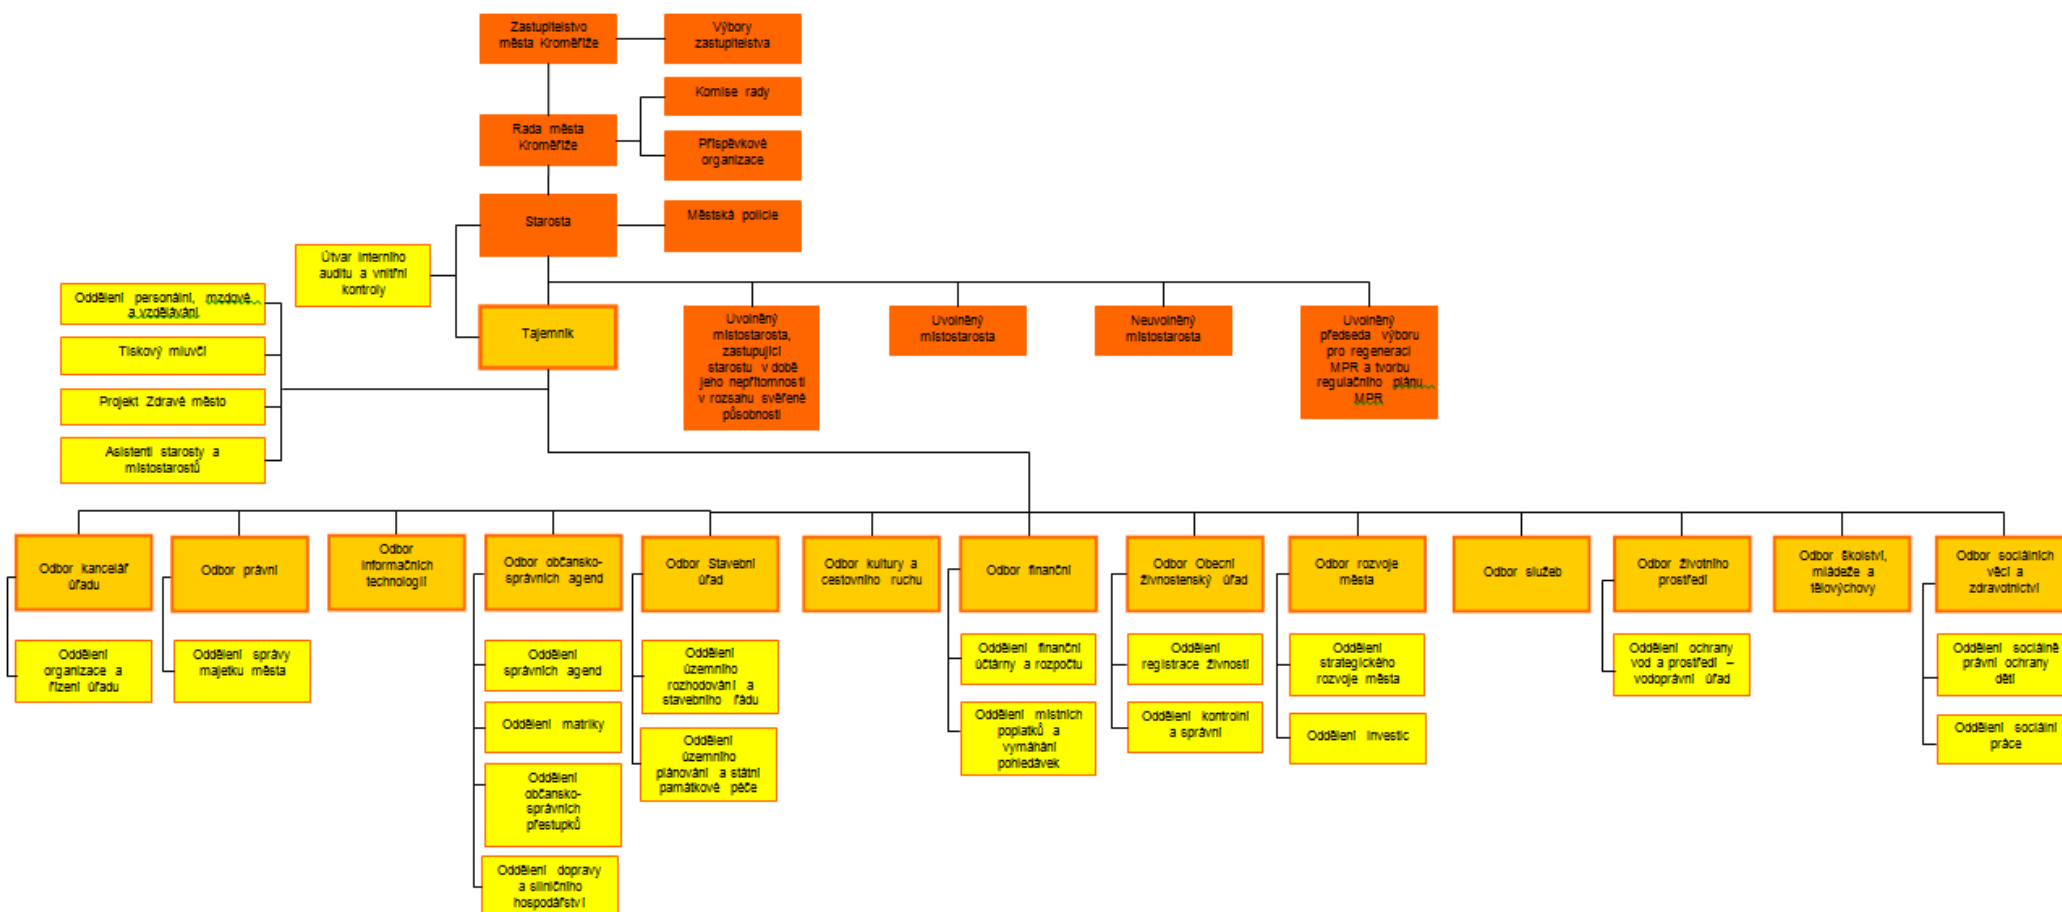 Zastupitelstvo
města Kroměříže
Výbory
zastupitelstva
Komise rady
Rada města
Kroměříže
Příspěvkové
organizace
Starosta
Městská policie
Útvar interního
auditu a vnitřní
kontroly
Oddělení personální, mzdové
a vzdělávání
Tiskový mluvčí
Projekt Zdravé město
Asistenti starosty a
místostarostů
Tajemník
Uvolněný
místostarosta,
zastupující
starostu v době
jeho nepřítomnosti
v rozsahu svěřené
působnosti
Uvolněný
místostarosta
Neuvolněný
místostarosta
Uvolněný
předseda výboru
pro regeneraci
MPR a tvorbu
regulačního plánu
MPR
Odbor kancelář
úřadu
Odbor právní
Odbor
informačních
technologií
Odbor občansko-
správních agend
Odbor Stavební
úřad
Odbor kultury a
cestovního ruchu
Odbor finanční
Odbor Obecní
živnostenský úřad
Odbor rozvoje
města
Odbor služeb
Odbor životního
prostředí
Odbor školství,
mládeže a
tělovýchovy
Odbor sociálních
věcí a
zdravotnictví
Oddělení
organizace a
řízení úřadu
Oddělení správy
majetku města
Oddělení
správních agend
Oddělení matriky
Oddělení
občansko-
správních
přestupků
Oddělení dopravy
a silničního
hospodářství
Oddělení
územního
rozhodování a
stavebního řádu
Oddělení
územního
plánování a státní
památkové péče
Oddělení finanční
účtárny a rozpočtu
Oddělení místních
poplatků a
vymáhání
pohledávek
Oddělení
registrace živností
Oddělení kontrolní
a správní
Oddělení
strategického
rozvoje města
Oddělení investic
Oddělení ochrany
vod a prostředí –
vodoprávní úřad
Oddělení sociálně
právní ochrany
dětí
Oddělení sociální
práce